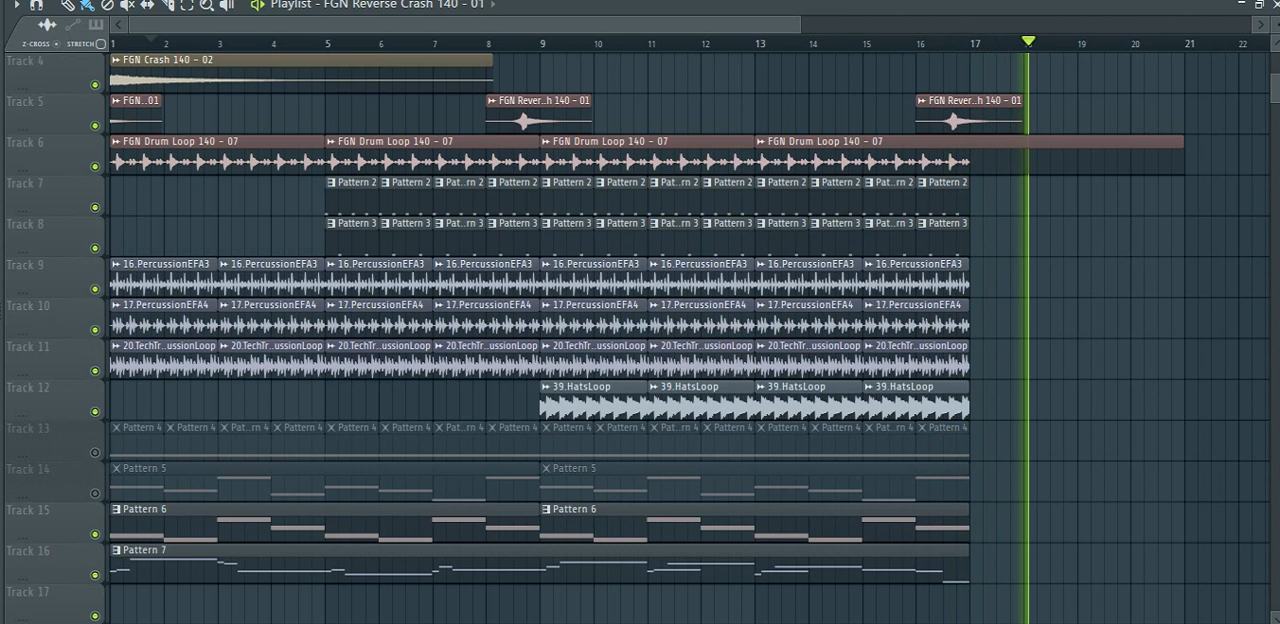 Playlist - FGN Reverse Crash 140 - 01
Z-CROSS STRETCH 1 2 3 4 5 6 7 8 9 10 11 12 13 14 15 16 17 19 20 21 22
Track 4 FGN Crash 140 - 02
Track 5 FGN..01 FGN Rever..h 140 - 01 FGN Rever..h 140 - 01
Track 6 FGN Drum Loop 140 - 07 FGN Drum Loop 140 - 07 FGN Drum Loop 140 - 07 FGN Drum Loop 140 - 07
Track 7 Pattern 2 Pattern 2 Pat..rn 2 Pattern 2 Pattern 2 Pattern 2 Pat..rn 2 Pattern 2 Pattern 2 Pattern 2 Pat..rn 2 Pattern 2
Track 8 Pattern 3 Pattern 3 Pat..rn 3 Pattern 3 Pattern 3 Pattern 3 Pat..rn 3 Pattern 3 Pattern 3 Pattern 3 Pat..rn 3 Pattern 3
Track 9 16.PercussionEFA3 16.PercussionEFA3 16.PercussionEFA3 16.PercussionEFA3 16.PercussionEFA3 16.PercussionEFA3 16.PercussionEFA3 16.PercussionEFA3
Track 10 17.PercussionEFA4 17.PercussionEFA4 17.PercussionEFA4 17.PercussionEFA4 17.PercussionEFA4 17.PercussionEFA4 17.PercussionEFA4 17.PercussionEFA4
Track 11 20.TechTr..ussionLoop 20.TechTr..ussionLoop 20.TechTr..ussionLoop 20.TechTr..ussionLoop 20.TechTr..ussionLoop 20.TechTr..ussionLoop 20.TechTr..ussionLoop 20.TechTr..ussionLoop
Track 12 39.HatsLoop 39.HatsLoop 39.HatsLoop 39.HatsLoop
Track 13 Pattern 4 Pattern 4 Pat..rn 4 Pattern 4 Pattern 4 Pattern 4 Pat..rn 4 Pattern 4 Pattern 4 Pattern 4 Pat..rn 4 Pattern 4 Pattern 4 Pattern 4 Pat..rn 4 Pattern 4
Track 14 Pattern 5 Pattern 5
Track 15 Pattern 6 Pattern 6
Track 16 Pattern 7
Track 17